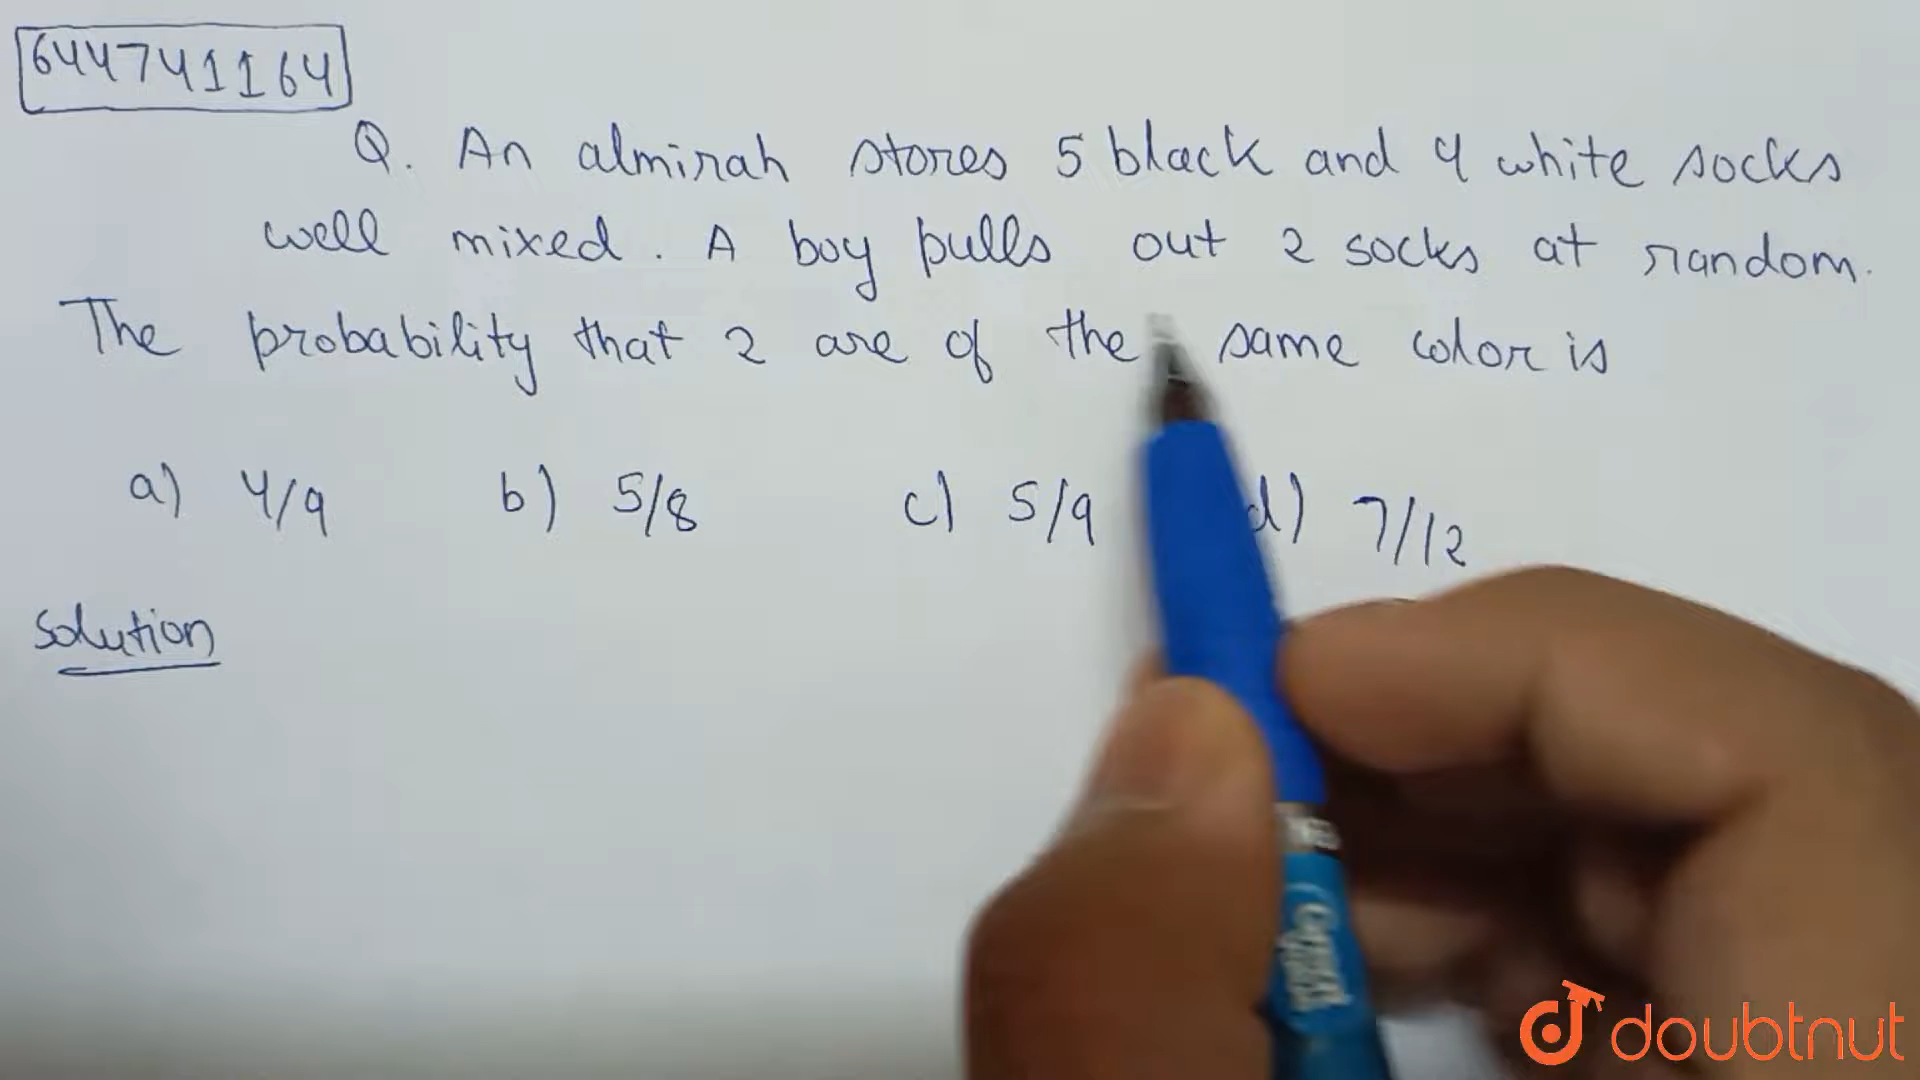 644741164
Q. An almirah stores 5 black and 4 white socks
well mixed. A boy pulls out 2 socks at random.
The probability that 2 are of the same color is
a) 4/9 b) 5/8 c) 5/9 d) 7/12
Solution
doubtnut